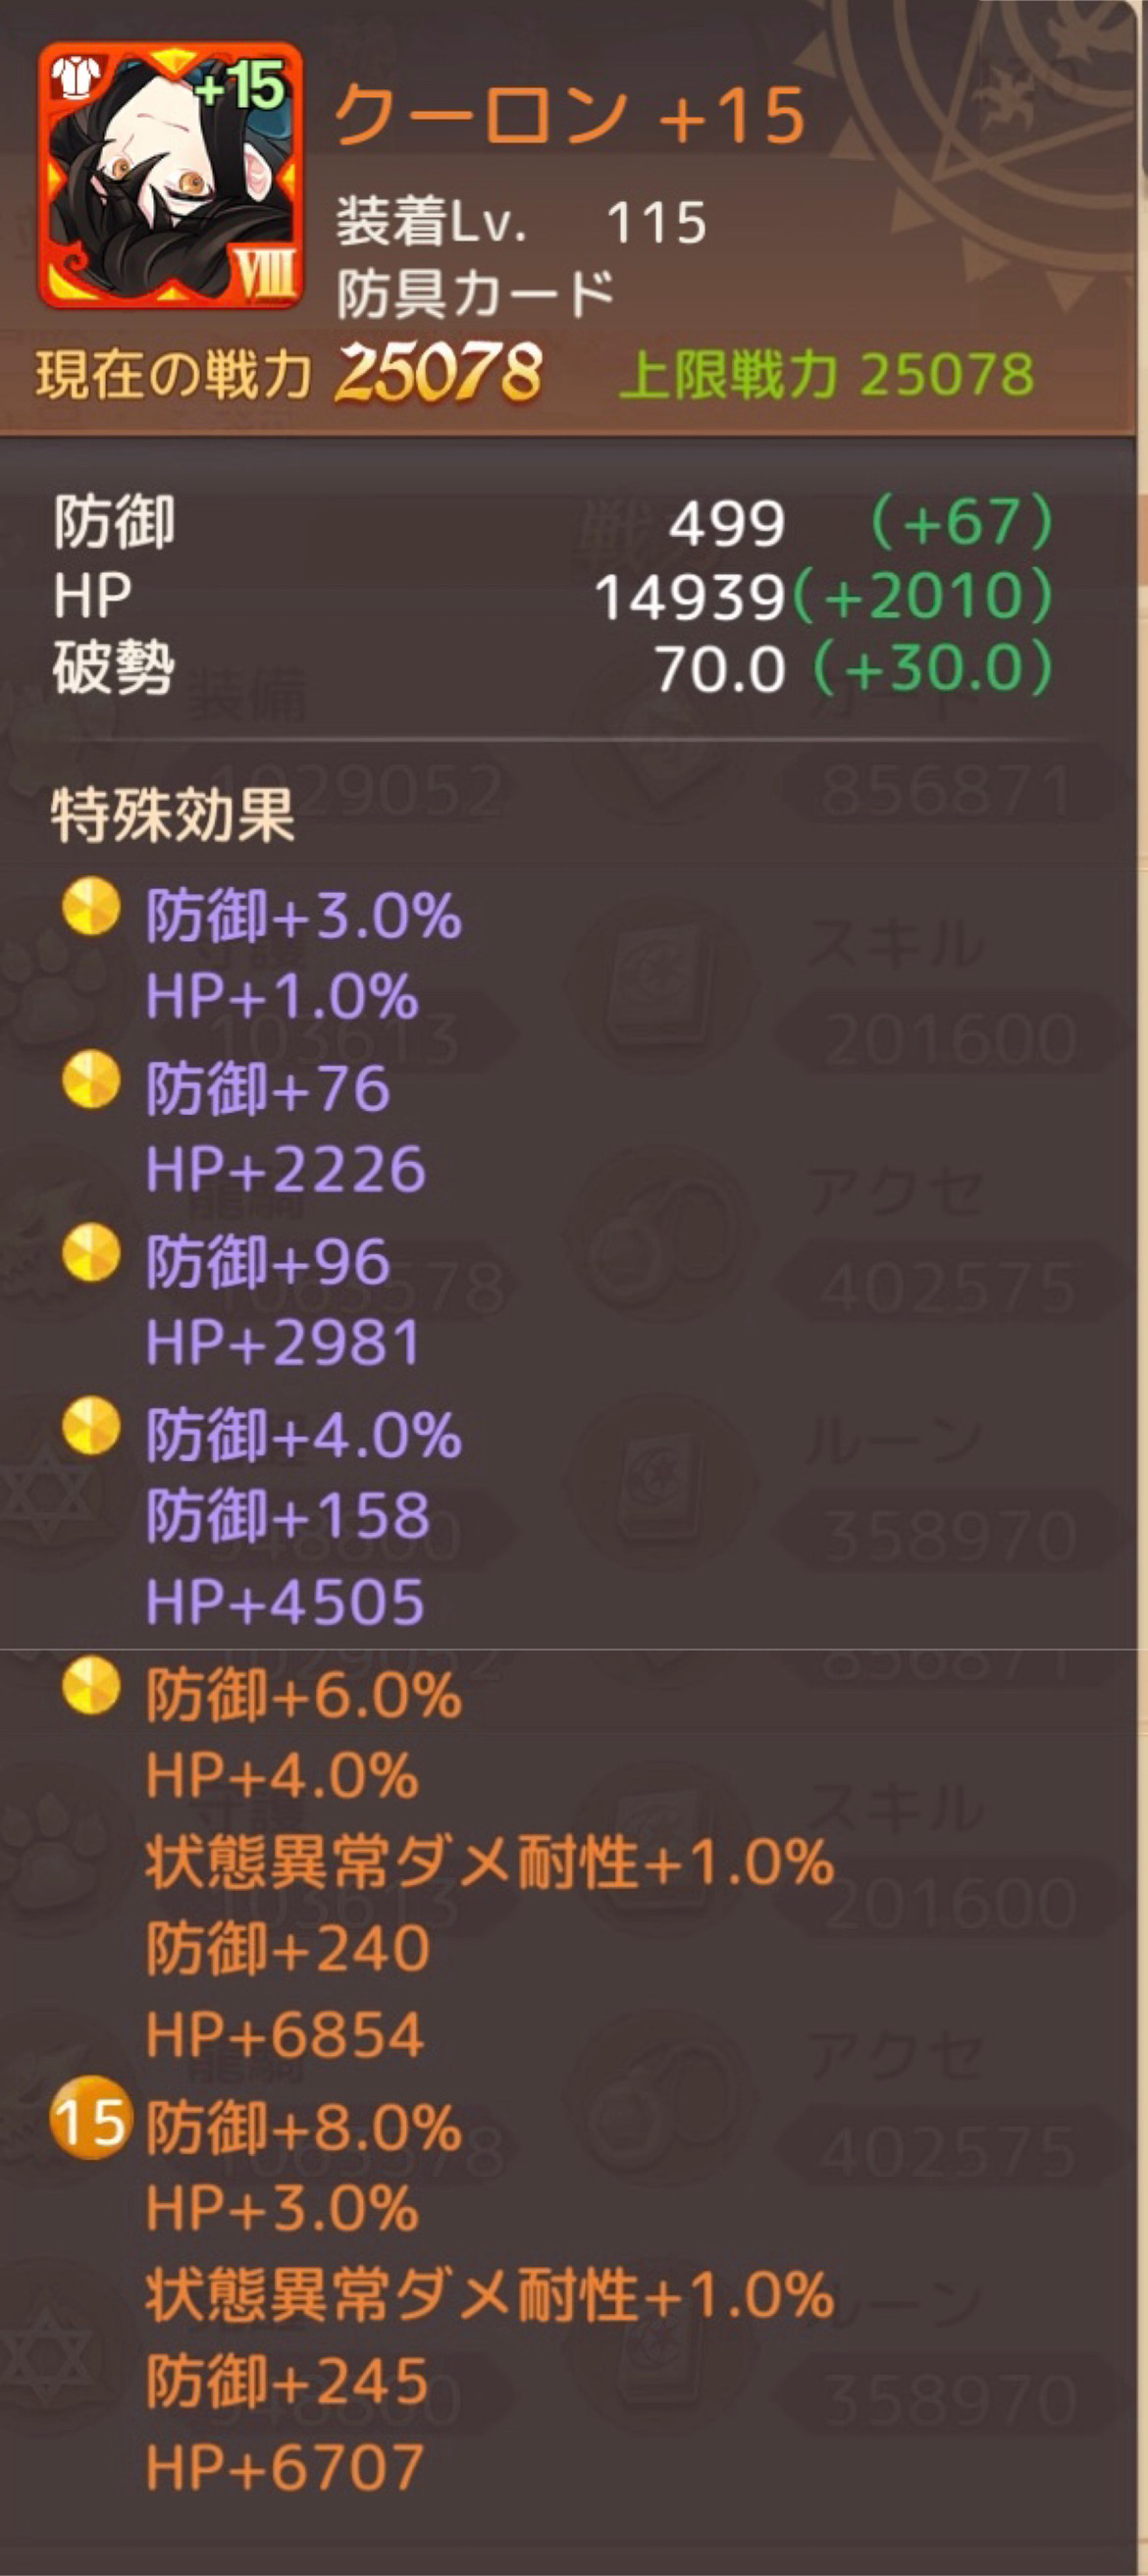 +15
VIII
クーロン +15
装着Lv. 115
防具カード
現在の戦力 25078 上限戦力 25078
防御 499 (+67)
HP 14939(+2010)
破勢 70.0 (+30.0)
特殊効果
防御+3.0%
HP+1.0%
防御+76
HP+2226
防御+96
HP+2981
防御+4.0%
防御+158
HP+4505
防御+6.0%
HP+4.0%
状態異常ダメ耐性+1.0%
防御+240
HP+6854
15 防御+8.0%
HP+3.0%
状態異常ダメ耐性+1.0%
防御+245
HP+6707